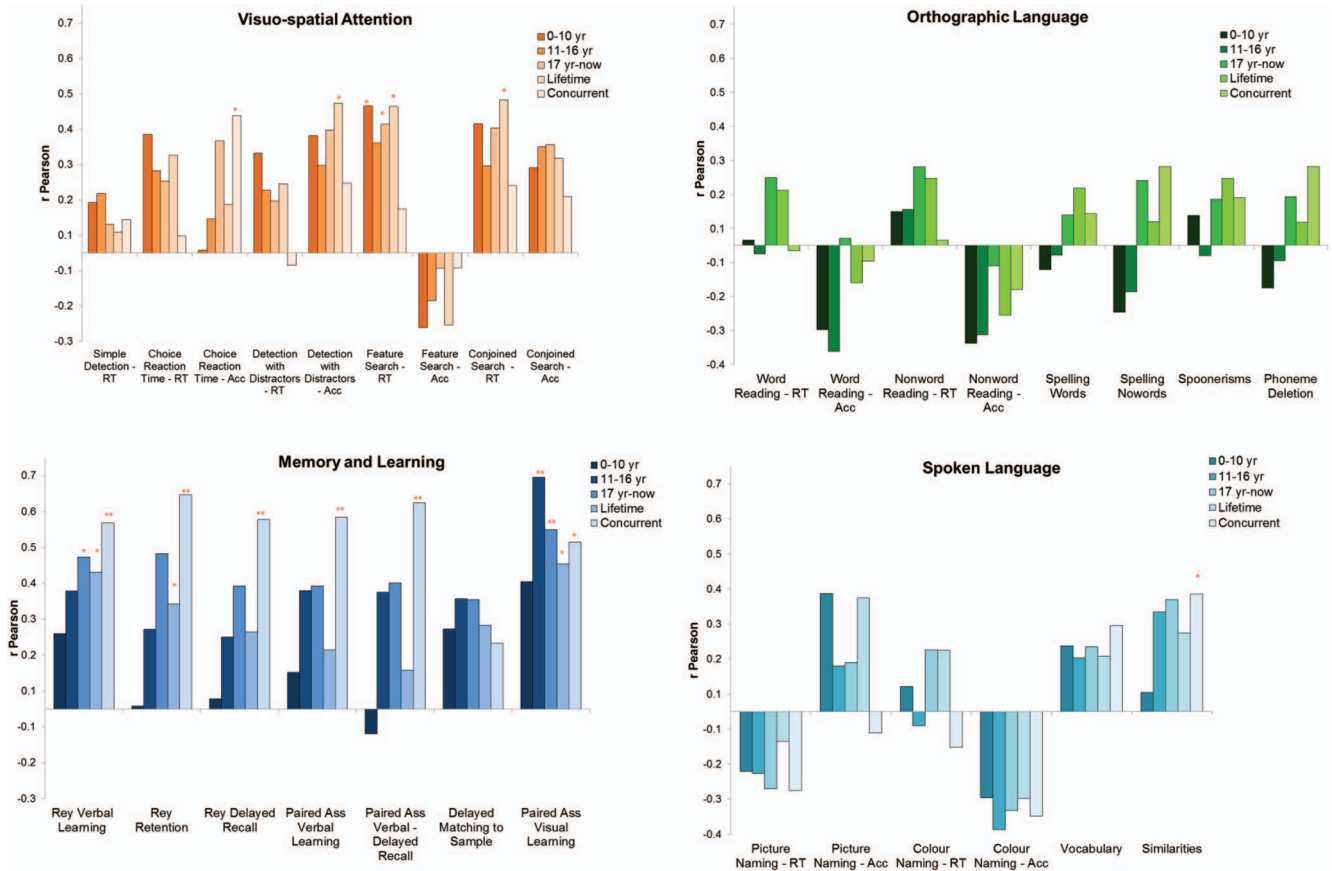 Visuo-spatial Attention
0-10 yr
11-16 yr
17 yr-now
Lifetime
Concurrent
r Pearson
0.7
0.6
0.5
0.4
0.3
0.2
0.1
-0.1
-0.2
-0.3
*
*
*
*
*
*
Simple
Detection -
RT
Choice
Reaction
Time - RT
Choice
Reaction
Time - Acc
Detection
with
Distractors
- RT
Detection
with
Distractors
- Acc
Feature
Search -
RT
Feature
Search -
Acc
Conjoined
Search - RT
Conjoined
Search - Acc
Orthographic Language
0-10 yr
11-16 yr
17 yr-now
Lifetime
Concurrent
r Pearson
0.7
0.6
0.5
0.4
0.3
0.2
0.1
-0.1
-0.2
-0.3
-0.4
Word
Reading - RT
Word
Reading -
Acc
Nonword
Reading - RT
Nonword
Reading -
Acc
Spelling
Words
Spelling
Nowords
Spoonerisms
Phoneme
Deletion
Memory and Learning
0-10 yr
11-16 yr
17 yr-now
Lifetime
Concurrent
r Pearson
0.7
0.6
0.5
0.4
0.3
0.2
0.1
-0.1
-0.2
-0.3
*
*
**
*
**
**
**
**
**
**
*
*
Rey Verbal
Learning
Rey
Retention
Rey Delayed
Recall
Paired Ass
Verbal
Learning
Paired Ass
Verbal -
Delayed
Recall
Delayed
Matching to
Sample
Paired Ass
Visual
Learning
Spoken Language
0-10 yr
11-16 yr
17 yr-now
Lifetime
Concurrent
r Pearson
0.7
0.6
0.5
0.4
0.3
0.2
0.1
-0.1
-0.2
-0.3
-0.4
*
Picture
Naming - RT
Picture
Naming - Acc
Colour
Naming - RT
Colour
Naming - Acc
Vocabulary
Similarities